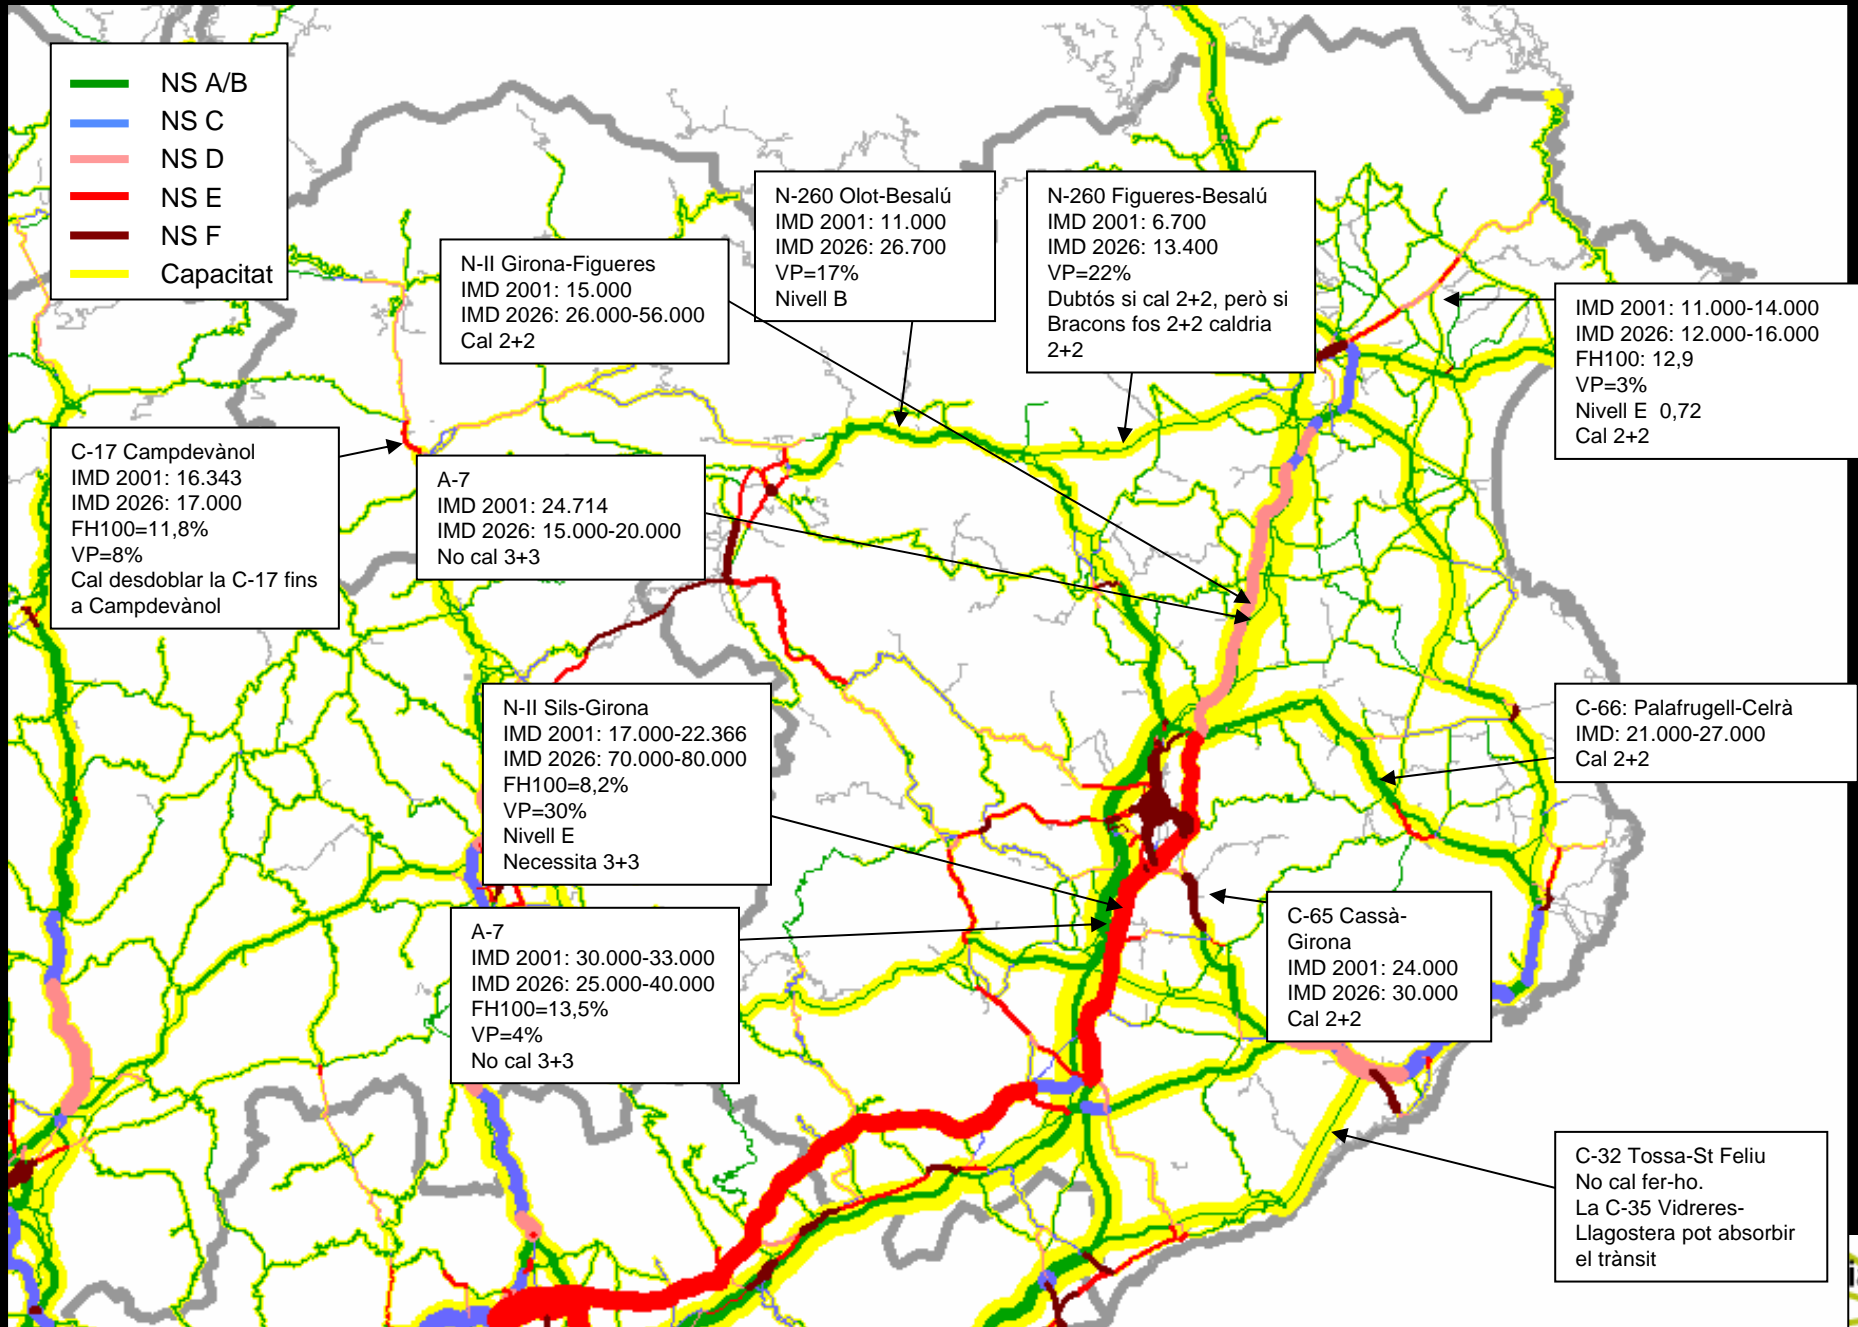 NS A/B
NS C
NS D
NS E
NS F
Capacitat
N-II Girona-Figueres
IMD 2001: 15.000
IMD 2026: 26.000-56.000
Cal 2+2
N-260 Olot-Besalú
IMD 2001: 11.000
IMD 2026: 26.700
VP=17%
Nivell B
N-260 Figueres-Besalú
IMD 2001: 6.700
IMD 2026: 13.400
VP=22%
Dubtós si cal 2+2, però si
Bracons fos 2+2 caldria
2+2
IMD 2001: 11.000-14.000
IMD 2026: 12.000-16.000
FH100: 12,9
VP=3%
Nivell E 0,72
Cal 2+2
C-17 Campdevànol
IMD 2001: 16.343
IMD 2026: 17.000
FH100=11,8%
VP=8%
Cal desdoblar la C-17 fins
a Campdevànol
A-7
IMD 2001: 24.714
IMD 2026: 15.000-20.000
No cal 3+3
N-II Sils-Girona
IMD 2001: 17.000-22.366
IMD 2026: 70.000-80.000
FH100=8,2%
VP=30%
Nivell E
Necessita 3+3
C-66: Palafrugell-Celrà
IMD: 21.000-27.000
Cal 2+2
A-7
IMD 2001: 30.000-33.000
IMD 2026: 25.000-40.000
FH100=13,5%
VP=4%
No cal 3+3
C-65 Cassà-
Girona
IMD 2001: 24.000
IMD 2026: 30.000
Cal 2+2
C-32 Tossa-St Feliu
No cal fer-ho.
La C-35 Vidreres-
Llagostera pot absorbir
el trànsit